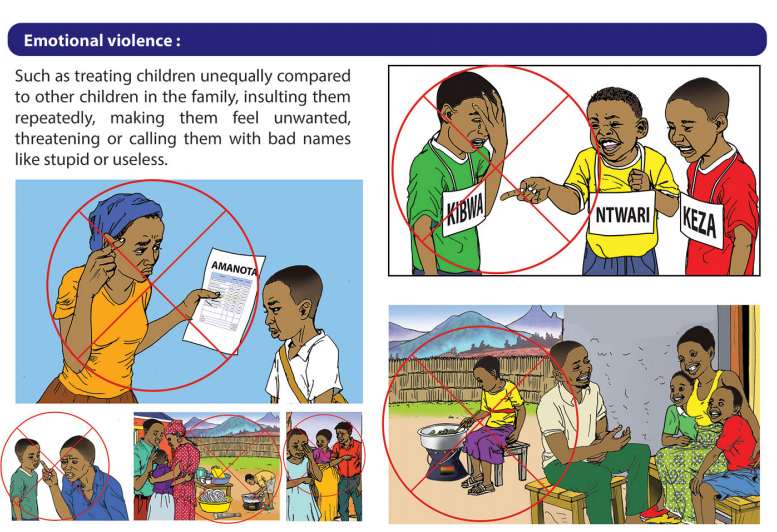 Emotional violence :
Such as treating children unequally compared
to other children in the family, insulting them
repeatedly, making them feel unwanted,
threatening or calling them with bad names
like stupid or useless.
KIBWA
NTWARI
KEZA
AMANOTA